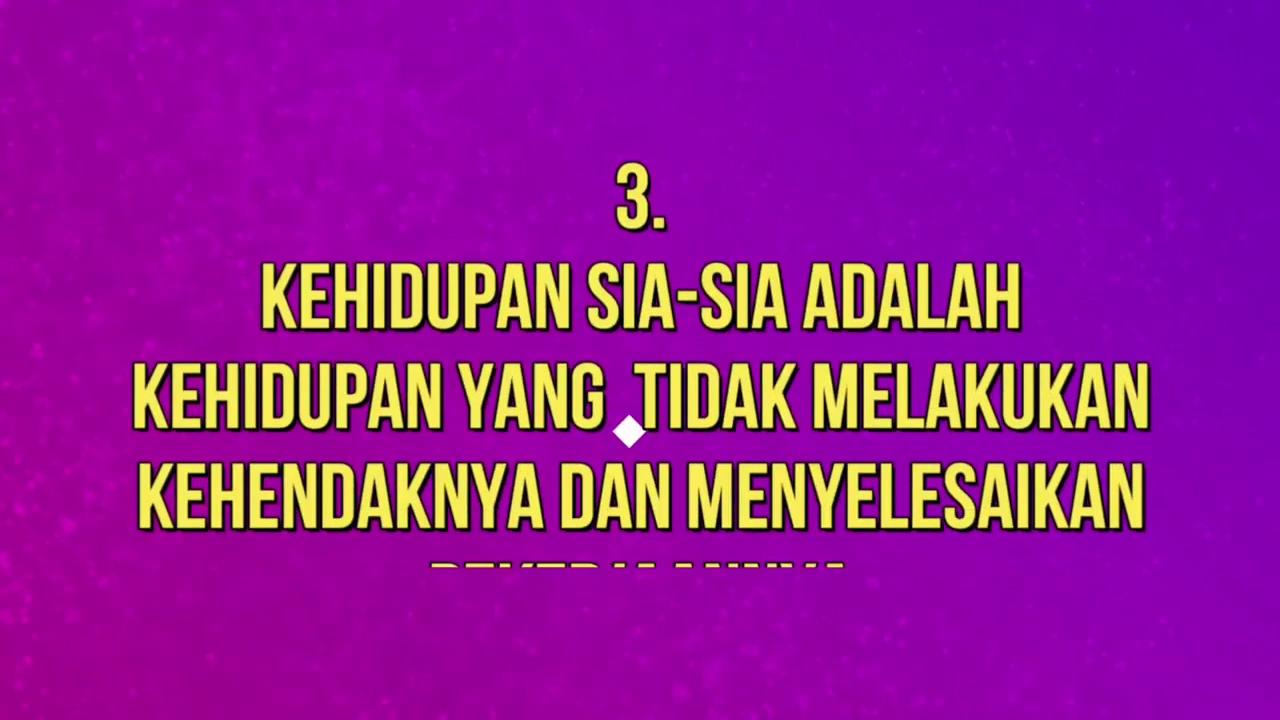 3.
KEHIDUPAN SIA-SIA ADALAH
KEHIDUPAN YANG TIDAK MELAKUKAN
KEHENDAKNYA DAN MENYELESAIKAN